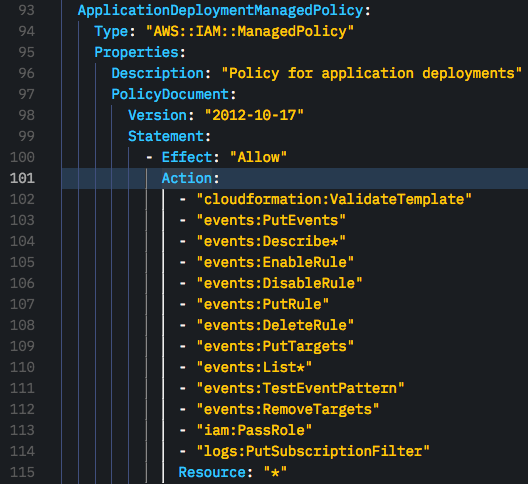 93 ApplicationDeploymentManagedPolicy:
94 Type: "AWS::IAM::ManagedPolicy"
95 Properties:
96 Description: "Policy for application deployments"
97 PolicyDocument:
98 Version: "2012-10-17"
99 Statement:
100 - Effect: "Allow"
101 Action:
102 - "cloudformation:ValidateTemplate"
103 - "events:PutEvents"
104 - "events:Describe*"
105 - "events:EnableRule"
106 - "events:DisableRule"
107 - "events:PutRule"
108 - "events:DeleteRule"
109 - "events:PutTargets"
110 - "events:List*"
111 - "events:TestEventPattern"
112 - "events:RemoveTargets"
113 - "iam:PassRole"
114 - "logs:PutSubscriptionFilter"
115 Resource: "*"